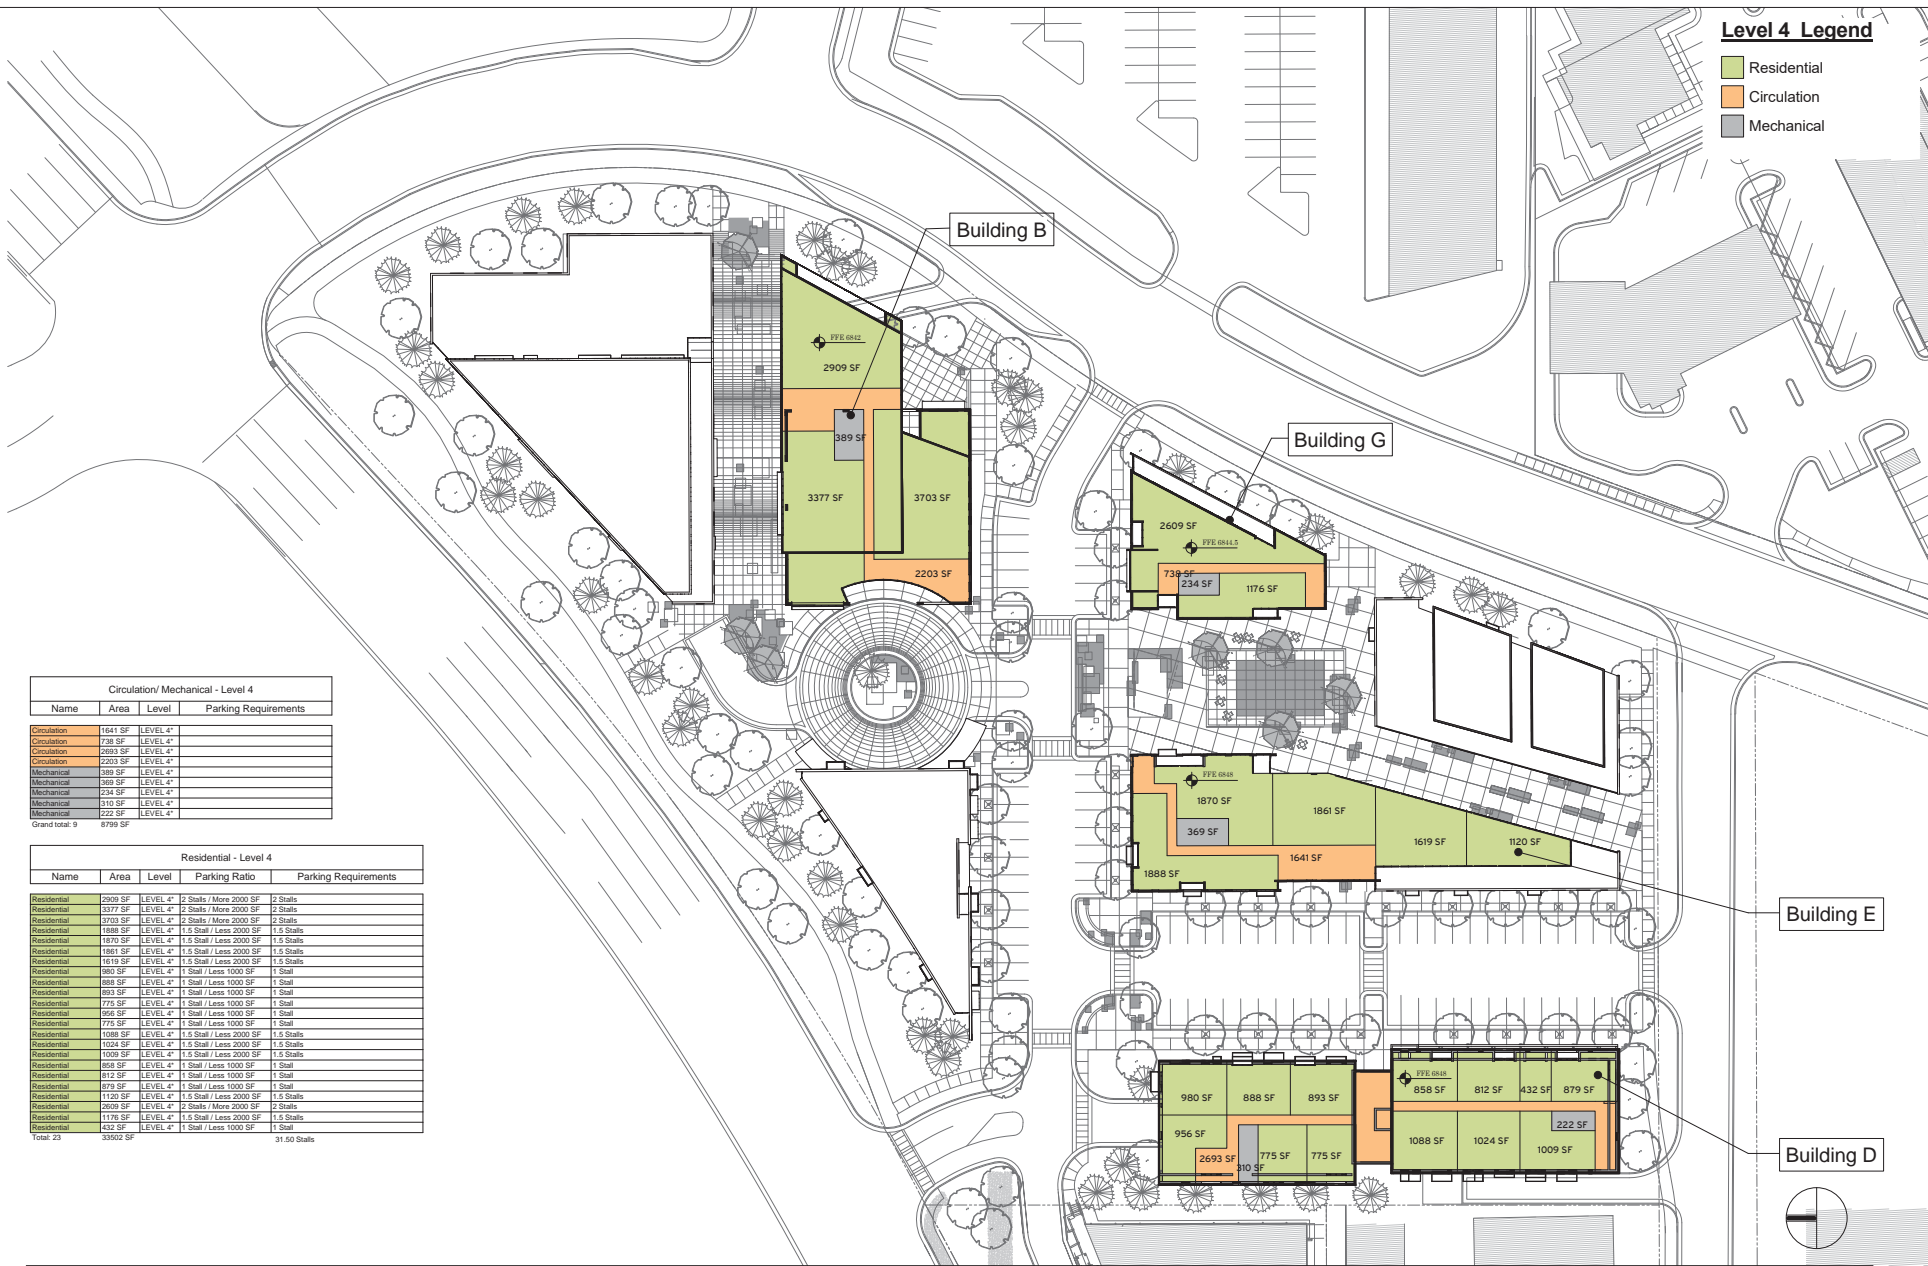 Level 4 Legend
Residential
Circulation
Mechanical
Building B
FFE 6842
2909 SF
389 SF
3377 SF
3703 SF
2203 SF
Building G
2609 SF
FFE 6844.5
738 SF
234 SF
1176 SF
FFE 6848
1870 SF
1861 SF
369 SF
1619 SF
1120 SF
1641 SF
1888 SF
Building E
FFE 6848
980 SF
888 SF
893 SF
858 SF
812 SF
432 SF
879 SF
956 SF
2693 SF
310 SF
775 SF
775 SF
1088 SF
1024 SF
222 SF
1009 SF
Building D
Circulation/ Mechanical - Level 4
Name Area Level Parking Requirements
Circulation 1641 SF LEVEL 4"
Circulation 738 SF LEVEL 4"
Circulation 2693 SF LEVEL 4"
Circulation 2203 SF LEVEL 4"
Mechanical 389 SF LEVEL 4"
Mechanical 369 SF LEVEL 4"
Mechanical 234 SF LEVEL 4"
Mechanical 310 SF LEVEL 4"
Mechanical 222 SF LEVEL 4"
Grand total: 9 8799 SF
Residential - Level 4
Name Area Level Parking Ratio Parking Requirements
Residential 2909 SF LEVEL 4" 2 Stalls / More 2000 SF 2 Stalls
Residential 3377 SF LEVEL 4" 2 Stalls / More 2000 SF 2 Stalls
Residential 3703 SF LEVEL 4" 2 Stalls / More 2000 SF 2 Stalls
Residential 1888 SF LEVEL 4" 1.5 Stall / Less 2000 SF 1.5 Stalls
Residential 1870 SF LEVEL 4" 1.5 Stall / Less 2000 SF 1.5 Stalls
Residential 1861 SF LEVEL 4" 1.5 Stall / Less 2000 SF 1.5 Stalls
Residential 1619 SF LEVEL 4" 1.5 Stall / Less 2000 SF 1.5 Stalls
Residential 980 SF LEVEL 4" 1 Stall / Less 1000 SF 1 Stall
Residential 888 SF LEVEL 4" 1 Stall / Less 1000 SF 1 Stall
Residential 893 SF LEVEL 4" 1 Stall / Less 1000 SF 1 Stall
Residential 775 SF LEVEL 4" 1 Stall / Less 1000 SF 1 Stall
Residential 956 SF LEVEL 4" 1 Stall / Less 1000 SF 1 Stall
Residential 775 SF LEVEL 4" 1 Stall / Less 1000 SF 1 Stall
Residential 1088 SF LEVEL 4" 1.5 Stall / Less 2000 SF 1.5 Stalls
Residential 1024 SF LEVEL 4" 1.5 Stall / Less 2000 SF 1.5 Stalls
Residential 1009 SF LEVEL 4" 1.5 Stall / Less 2000 SF 1.5 Stalls
Residential 858 SF LEVEL 4" 1 Stall / Less 1000 SF 1 Stall
Residential 812 SF LEVEL 4" 1 Stall / Less 1000 SF 1 Stall
Residential 879 SF LEVEL 4" 1 Stall / Less 1000 SF 1 Stall
Residential 1120 SF LEVEL 4" 1.5 Stall / Less 2000 SF 1.5 Stalls
Residential 2609 SF LEVEL 4" 2 Stalls / More 2000 SF 2 Stalls
Residential 1176 SF LEVEL 4" 1.5 Stall / Less 2000 SF 1.5 Stalls
Residential 432 SF LEVEL 4" 1 Stall / Less 1000 SF 1 Stall
Total: 23 33502 SF 31.50 Stalls